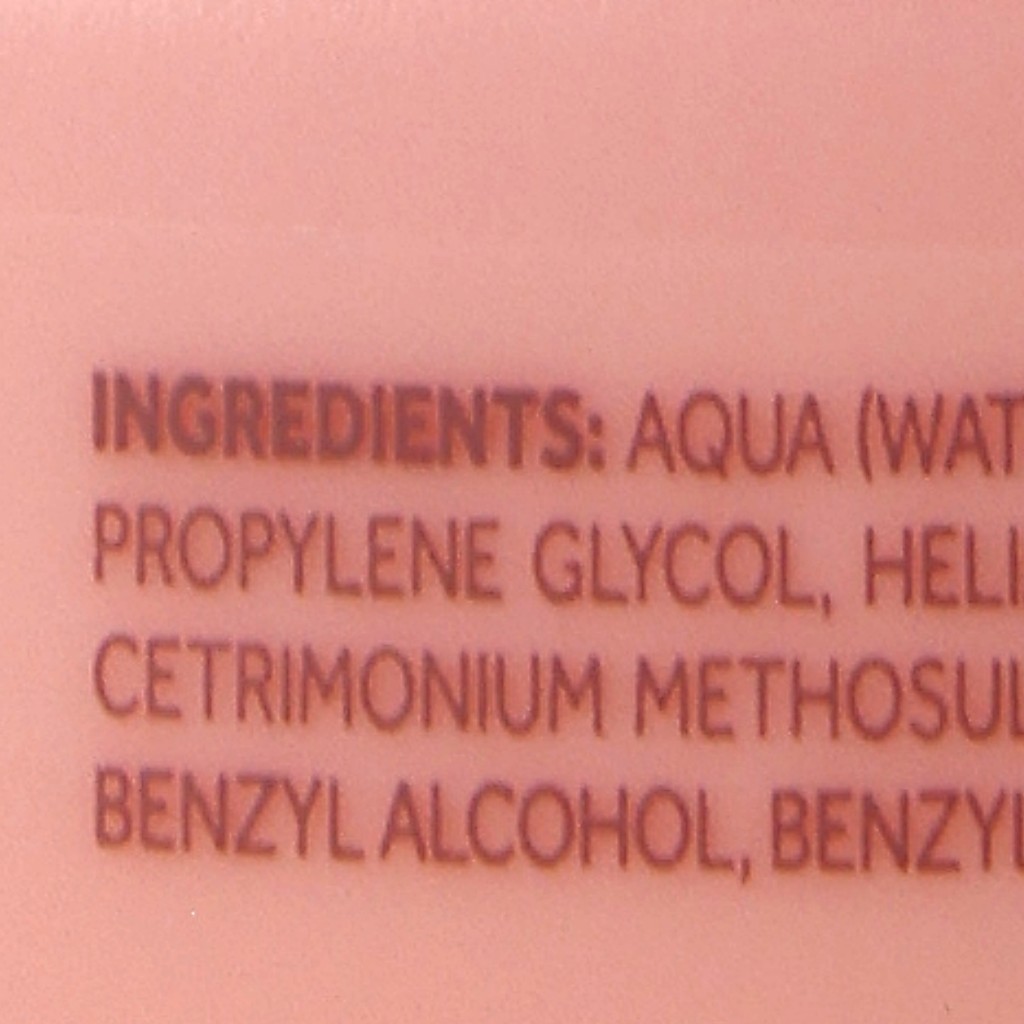 INGREDIENTS: AQUA (WAT
PROPYLENE GLYCOL, HELI
CETRIMONIUM METHOSUL
BENZYL ALCOHOL, BENZYL